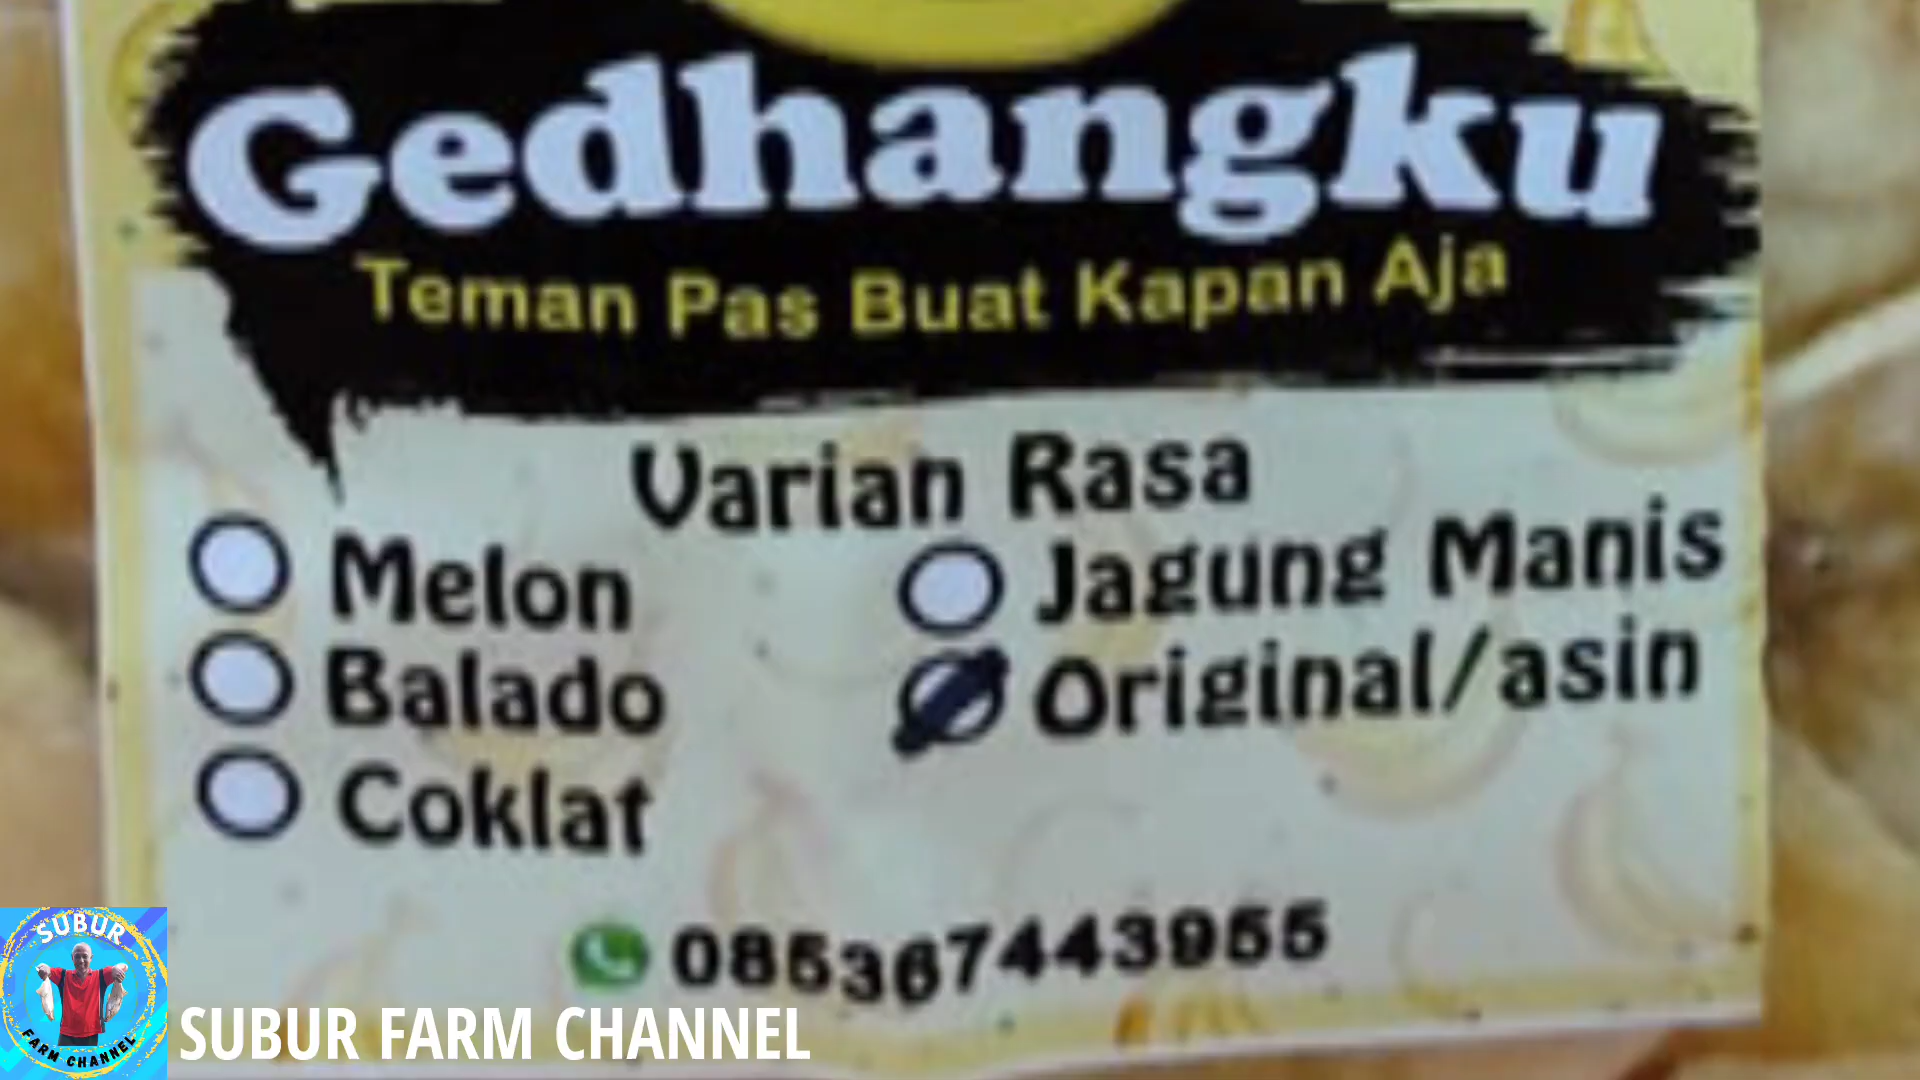 Gedhangku
Teman Pas Buat Kapan Aja
Varian Rasa
Melon
Jagung Manis
Balado
Original/asin
Coklat
085367443955
SUBUR
FARM CHANNEL
SUBUR FARM CHANNEL